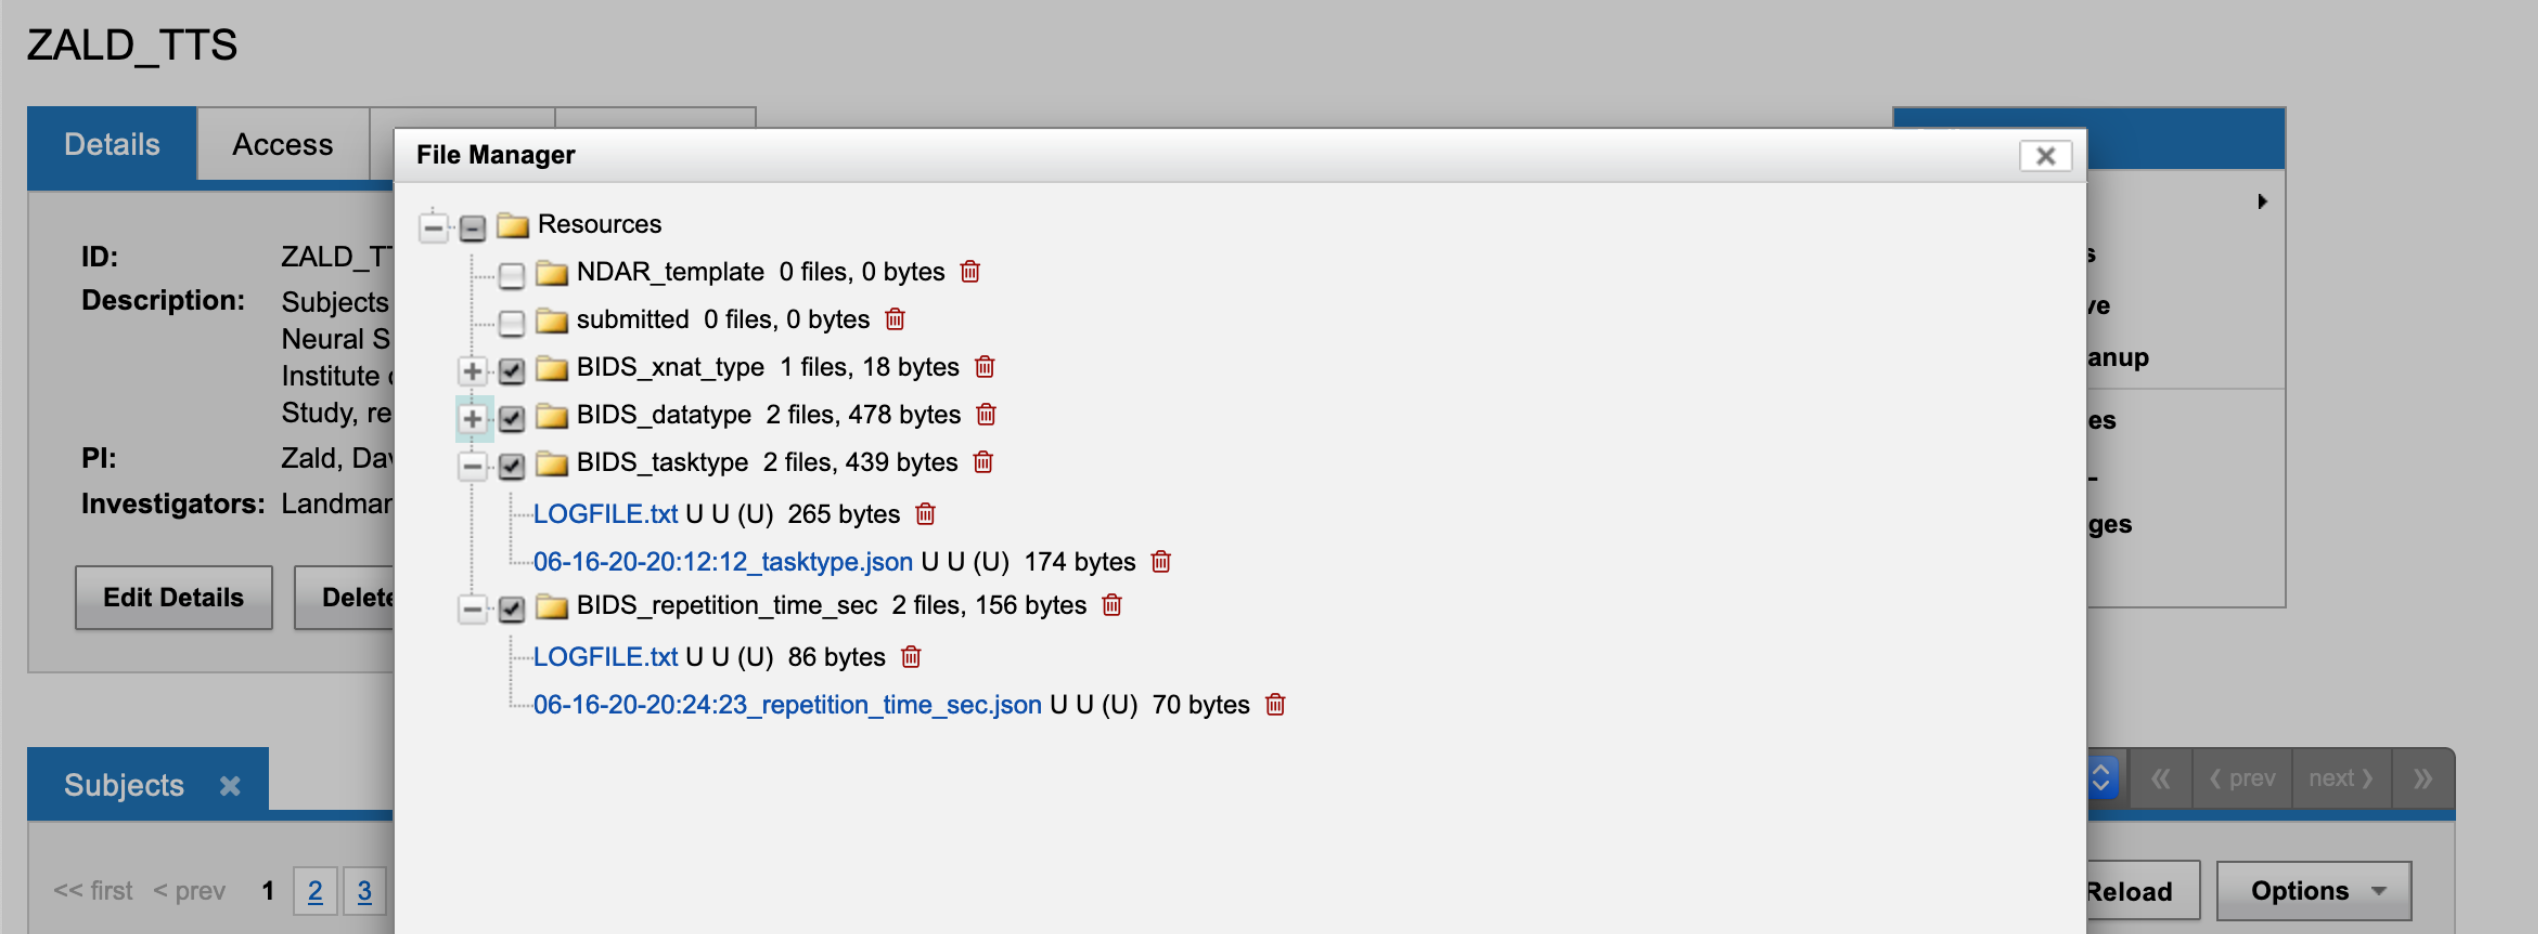 ZALD_TTS
Details
Access
File Manager
Resources
NDAR_template 0 files, 0 bytes
submitted 0 files, 0 bytes
BIDS_xnat_type 1 files, 18 bytes
BIDS_datatype 2 files, 478 bytes
BIDS_tasktype 2 files, 439 bytes
LOGFILE.txt U U (U) 265 bytes
06-16-20-20:12:12_tasktype.json U U (U) 174 bytes
BIDS_repetition_time_sec 2 files, 156 bytes
LOGFILE.txt U U (U) 86 bytes
06-16-20-20:24:23_repetition_time_sec.json U U (U) 70 bytes
ID: ZALD_T
Description: Subjects
Neural S
Institute
Study, re
PI: Zald, Dav
Investigators: Landmar
Edit Details
Delete
s
ve
anup
es
-
ges
Subjects
« ‹ prev next › »
<< first < prev 1 2 3
Reload
Options